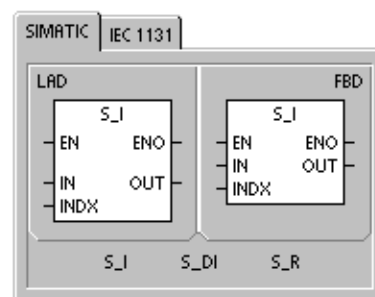 SIMATIC IEC 1131
LAD FBD
S_I S_I
EN ENO EN ENO
IN OUT IN OUT
INDX INDX
S_I S_DI S_R